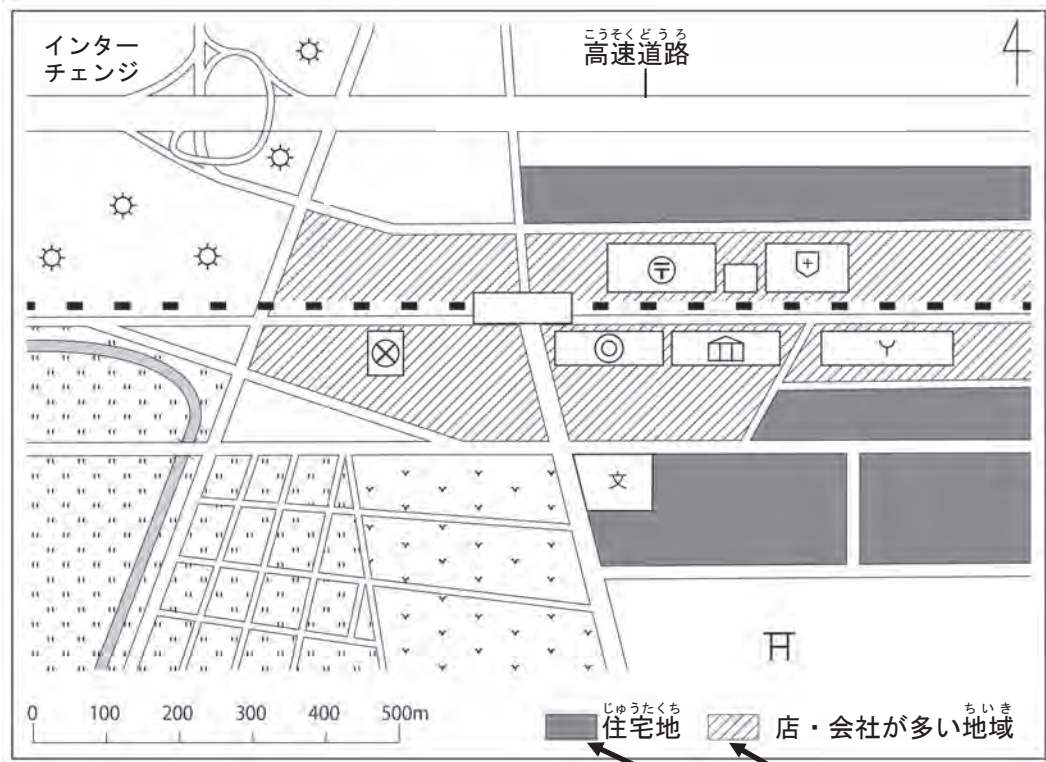 インター
チェンジ
こうそくどうろ
高速道路
文
0 100 200 300 400 500m
じゅうたくち
住宅地
ちいき
店・会社が多い地域